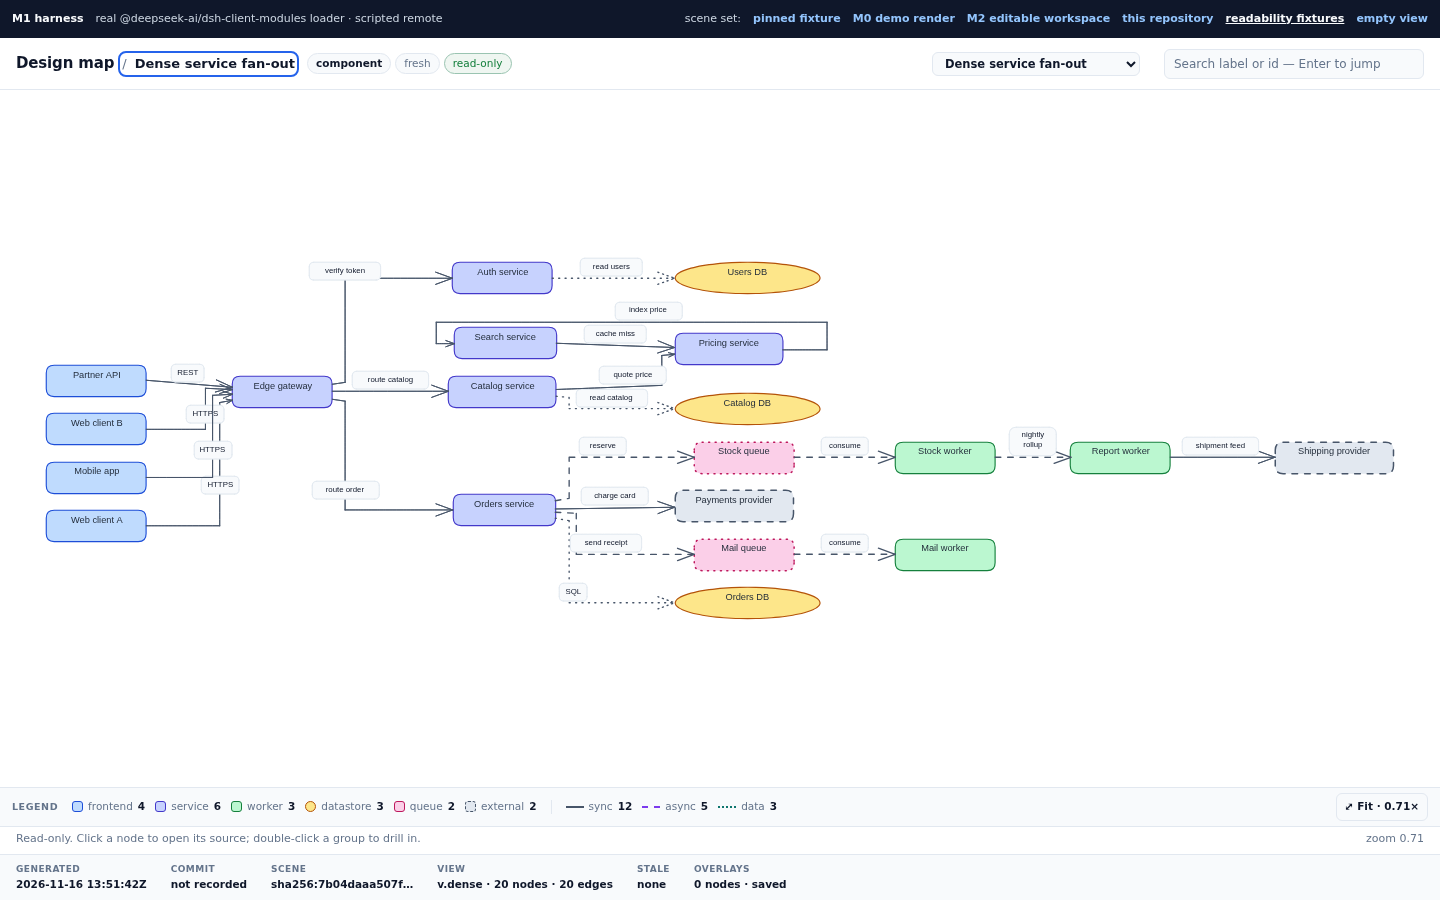 M1 harness real @deepseek-ai/dsh-client-modules loader · scripted remote scene set: pinned fixture M0 demo render M2 editable workspace this repository readability fixtures empty view
Design map / Dense service fan-out component fresh read-only Dense service fan-out Search label or id — Enter to jump
verify token
Auth service
read users
Users DB
index price
Search service
cache miss
Pricing service
Partner API
REST
Edge gateway
route catalog
Catalog service
quote price
read catalog
Catalog DB
Web client B
HTTPS
HTTPS
Mobile app
HTTPS
Web client A
route order
Orders service
reserve
Stock queue
consume
Stock worker
nightly
rollup
Report worker
shipment feed
Shipping provider
charge card
Payments provider
send receipt
Mail queue
consume
Mail worker
SQL
Orders DB
LEGEND frontend 4 service 6 worker 3 datastore 3 queue 2 external 2 sync 12 async 5 data 3 ⤢ Fit · 0.71×
Read-only. Click a node to open its source; double-click a group to drill in. zoom 0.71
GENERATED COMMIT SCENE VIEW STALE OVERLAYS
2026-11-16 13:51:42Z not recorded sha256:7b04daaa507f… v.dense · 20 nodes · 20 edges none 0 nodes · saved